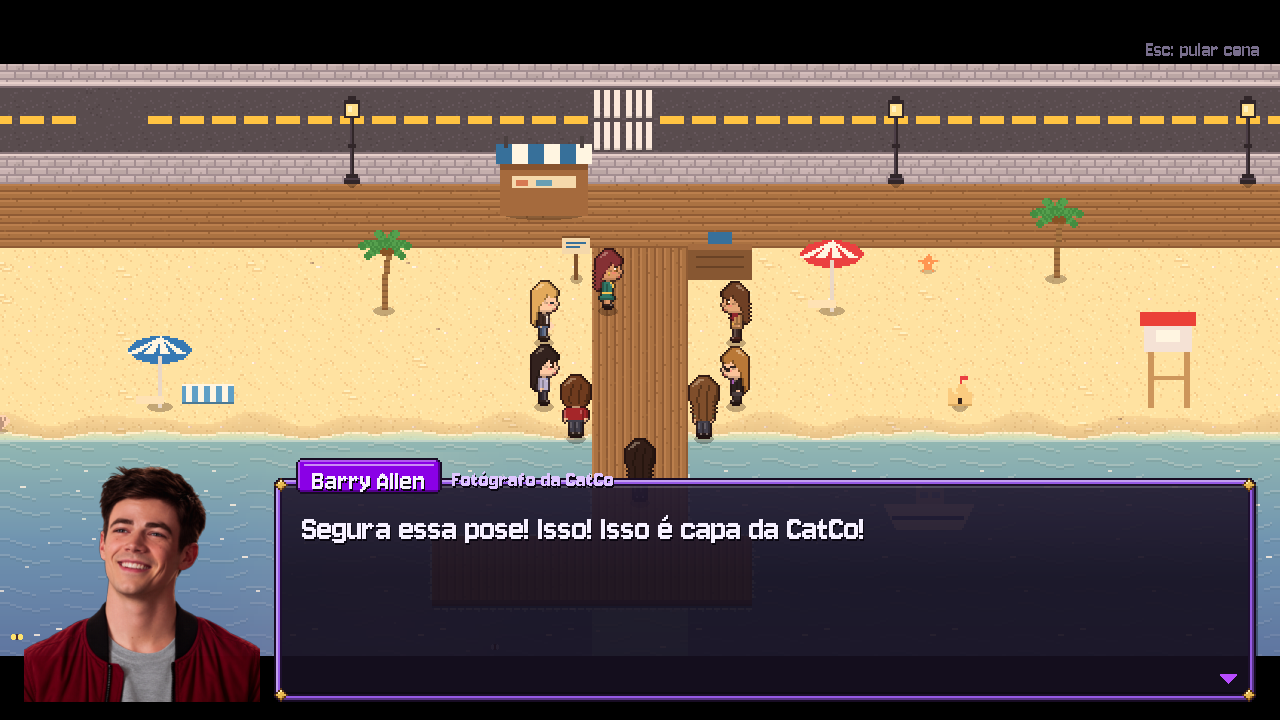 Esc: pular cena
Barry Allen
Fotógrafo da CatCo
Segura essa pose! Isso! Isso é capa da CatCo!